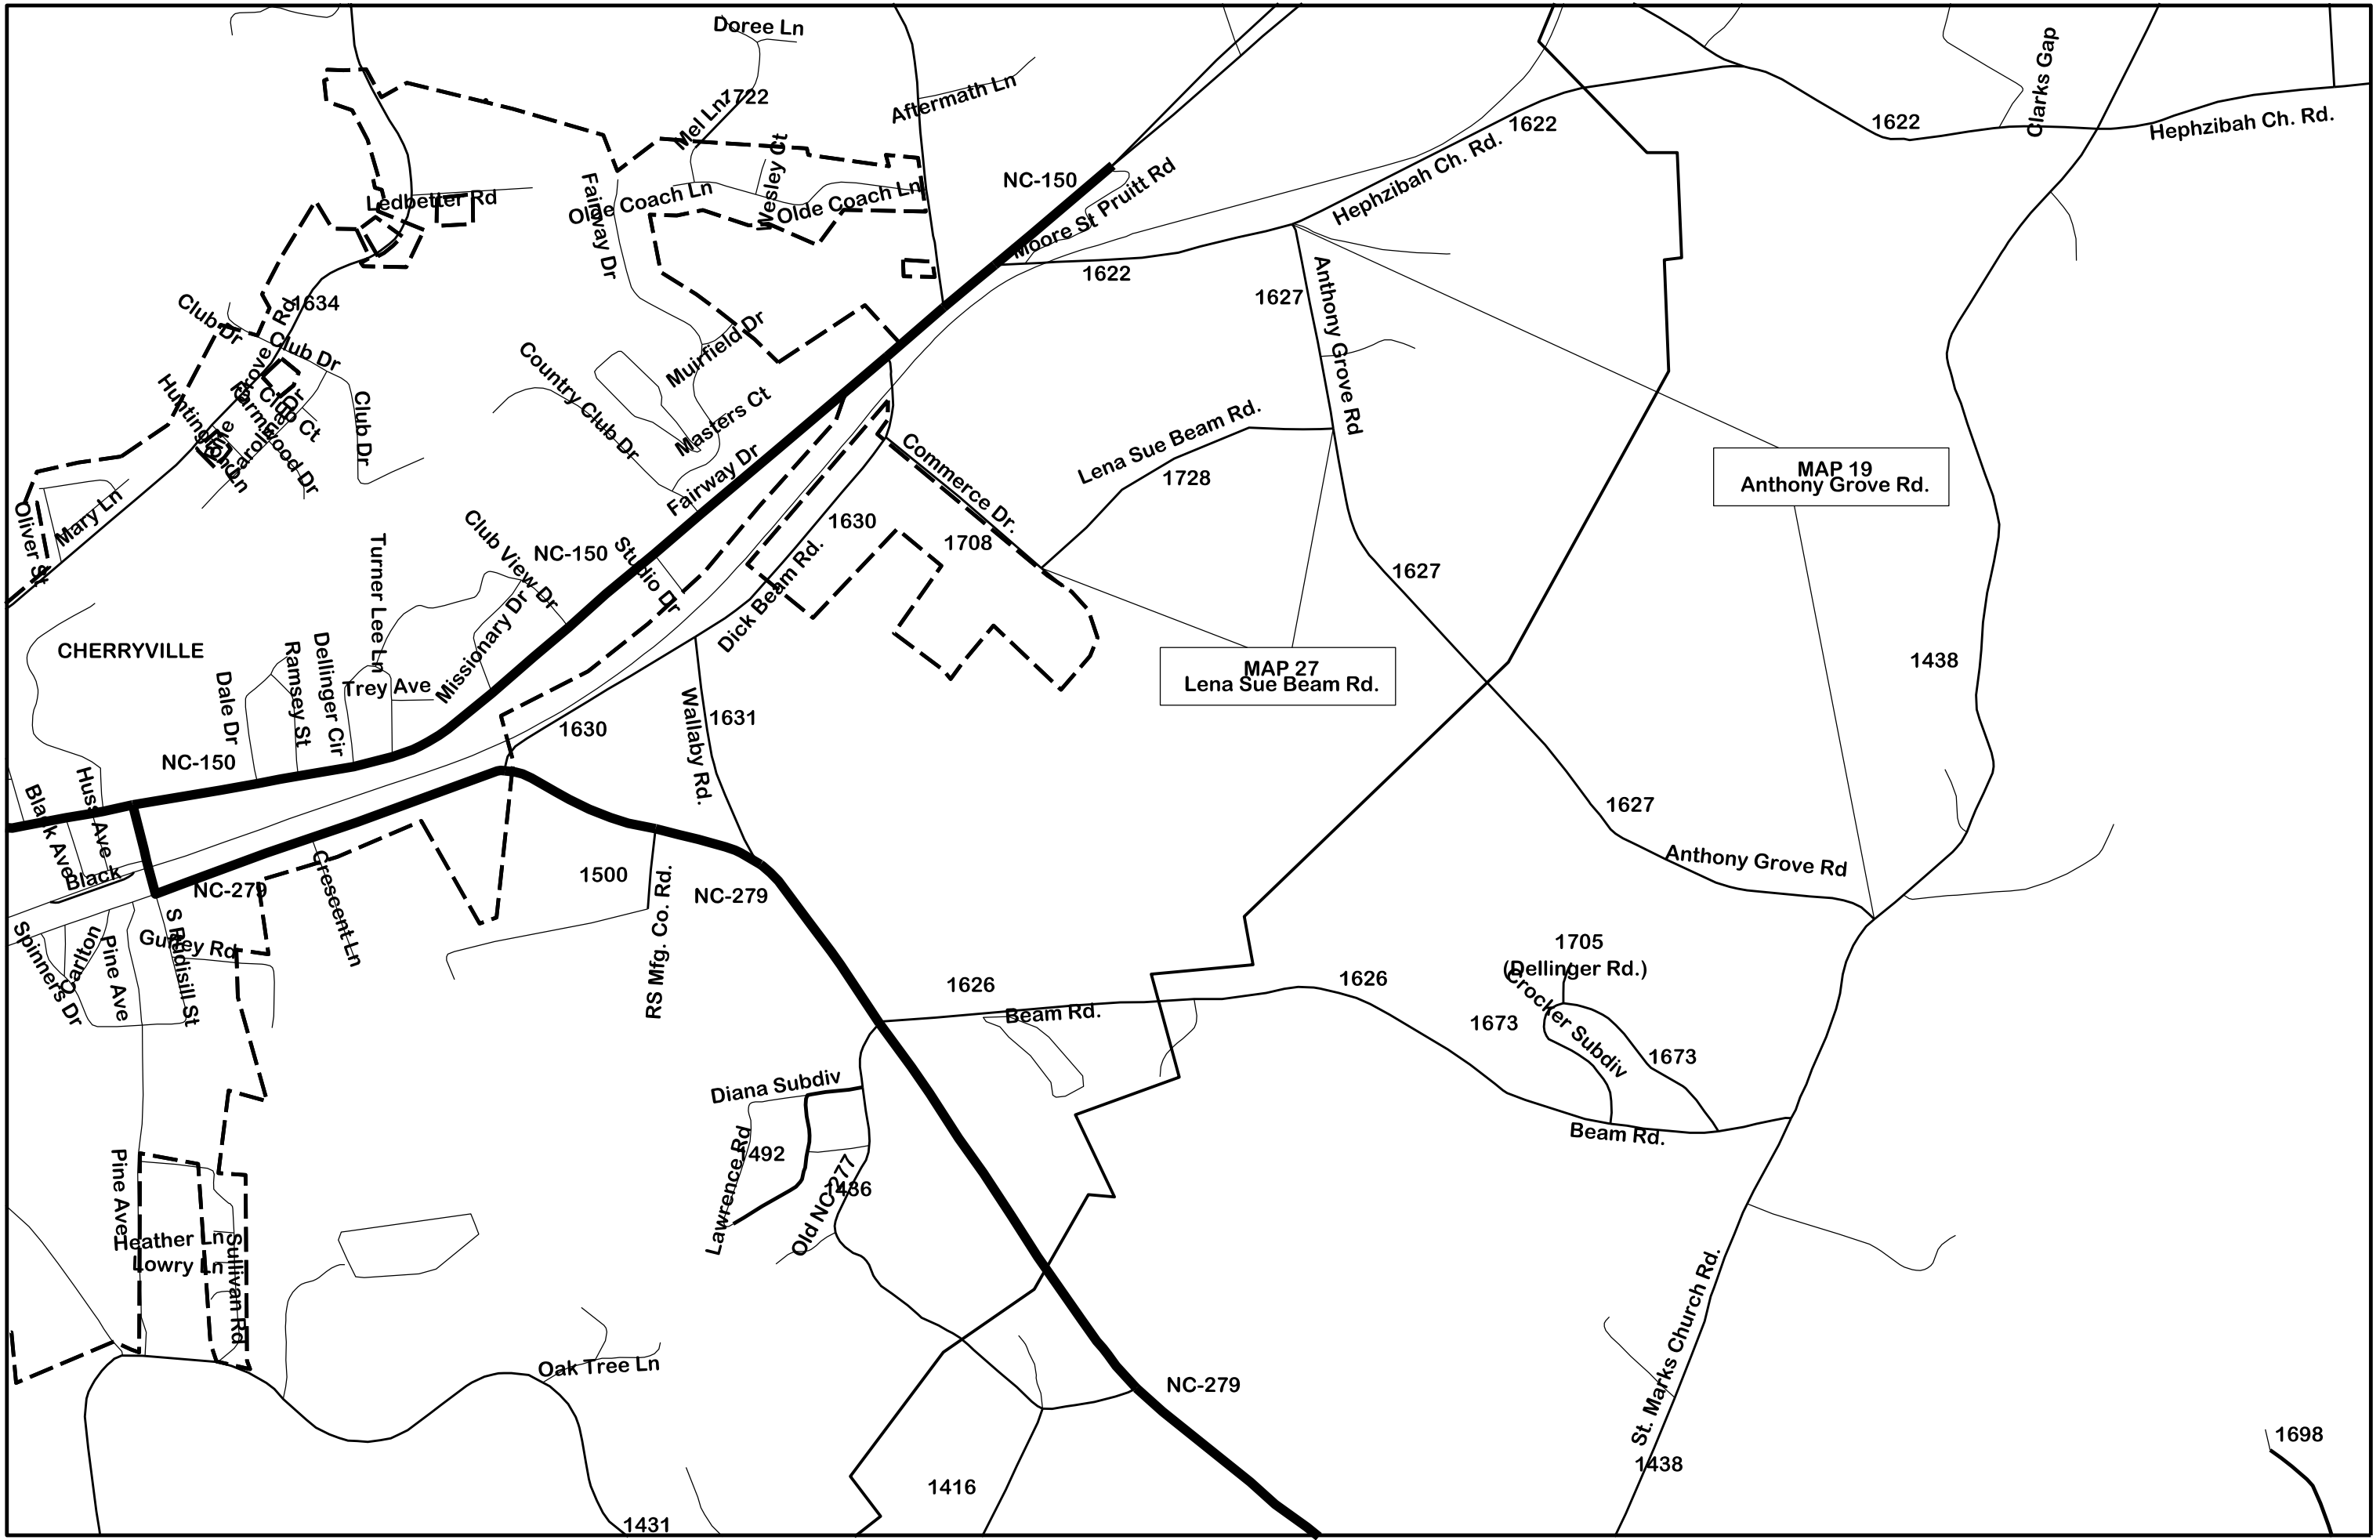 Doree Ln
Clarks Gap
Mel Ln
1722
Aftermath Ln
1622
1622
Hephzibah Ch. Rd.
Wesley Ct
Hephzibah Ch. Rd.
NC-150
Moore St
Pruitt Rd
Ledbetter Rd
Fairway Dr
Olde Coach Ln
Olde Coach Ln
1622
1627
Anthony Grove Rd
Club Dr
1634
Club Dr
Muirfield Dr
Country Club Dr
Club Ct
Club Dr
Masters Ct
Fairway Dr
Commerce Dr.
Lena Sue Beam Rd.
1728
MAP 19
Anthony Grove Rd.
Oliver St
Mary Ln
Turner Lee Ln
Club View Dr
NC-150
Studio Dr
1630
1708
1627
Dick Beam Rd.
CHERRYVILLE
Missionary Dr
Dale Dr
Ramsey St
Dellinger Cir
Trey Ave
MAP 27
Lena Sue Beam Rd.
1438
1630
Wallaby Rd.
1631
NC-150
1627
Black Ave
Huss Ave
Black
NC-279
Crescent Ln
1500
RS Mfg. Co. Rd.
NC-279
Anthony Grove Rd
Spinners Dr
Carlton
Pine Ave
S Rudisill St
Guffey Rd
1626
Beam Rd.
1626
1705
(Dellinger Rd.)
Crocker Subdiv
1673
1673
Beam Rd.
Diana Subdiv
Lawrence Rd
1492
Old NC-277
1436
Pine Ave
Heather Ln
Lowry Ln
Sullivan Rd
Oak Tree Ln
NC-279
St. Marks Church Rd.
1438
1416
1431
1698